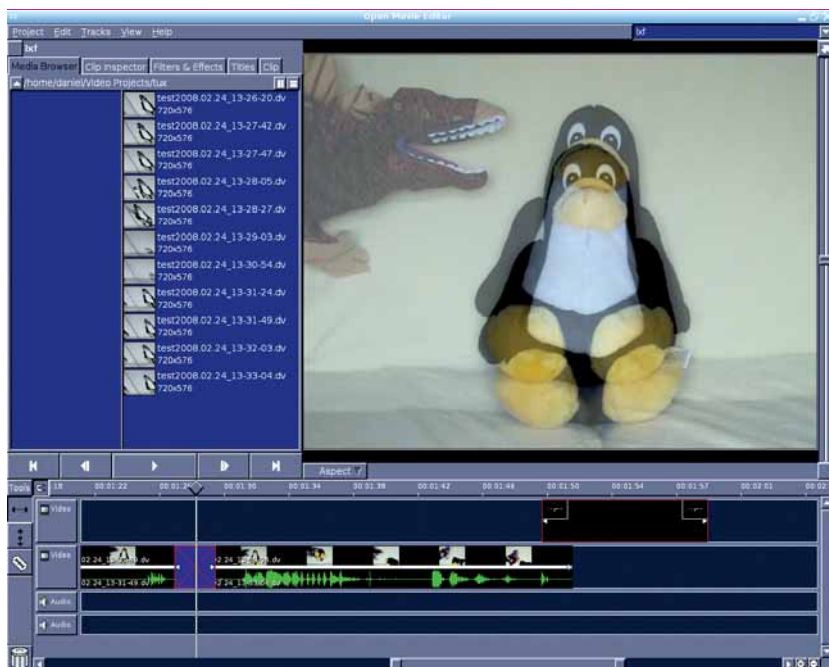 Open Movie Editor
Project Edit Tracks View Help
lxf
lxf
Media Browser Clip Inspector Filters & Effects Titles Clip
/home/daniel/Video Projects/tux
test2008.02.24_13-26-20.dv
720x576
test2008.02.24_13-27-42.dv
720x576
test2008.02.24_13-27-47.dv
720x576
test2008.02.24_13-28-05.dv
720x576
test2008.02.24_13-28-27.dv
720x576
test2008.02.24_13-29-03.dv
720x576
test2008.02.24_13-30-54.dv
720x576
test2008.02.24_13-31-24.dv
720x576
test2008.02.24_13-31-49.dv
720x576
test2008.02.24_13-32-03.dv
720x576
test2008.02.24_13-33-04.dv
720x576
Aspect
Tools 00:01:22 00:01:30 00:01:34 00:01:38 00:01:42 00:01:48 00:01:50 00:01:54 00:01:57 00:02:01
Video
Video
02.24_13-31-49.dv
Audio
Audio